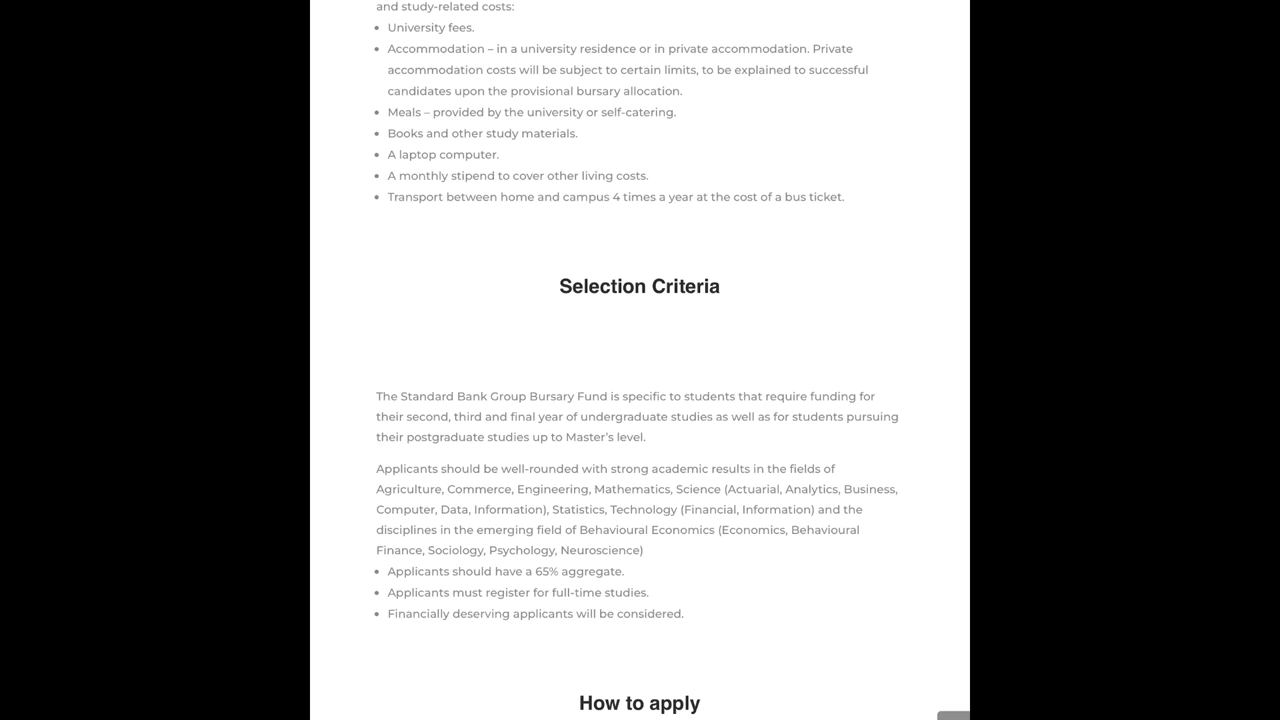 and study-related costs:
• University fees.
• Accommodation – in a university residence or in private accommodation. Private
accommodation costs will be subject to certain limits, to be explained to successful
candidates upon the provisional bursary allocation.
• Meals – provided by the university or self-catering.
• Books and other study materials.
• A laptop computer.
• A monthly stipend to cover other living costs.
• Transport between home and campus 4 times a year at the cost of a bus ticket.
Selection Criteria
The Standard Bank Group Bursary Fund is specific to students that require funding for
their second, third and final year of undergraduate studies as well as for students pursuing
their postgraduate studies up to Master’s level.
Applicants should be well-rounded with strong academic results in the fields of
Agriculture, Commerce, Engineering, Mathematics, Science (Actuarial, Analytics, Business,
Computer, Data, Information), Statistics, Technology (Financial, Information) and the
disciplines in the emerging field of Behavioural Economics (Economics, Behavioural
Finance, Sociology, Psychology, Neuroscience)
• Applicants should have a 65% aggregate.
• Applicants must register for full-time studies.
• Financially deserving applicants will be considered.
How to apply